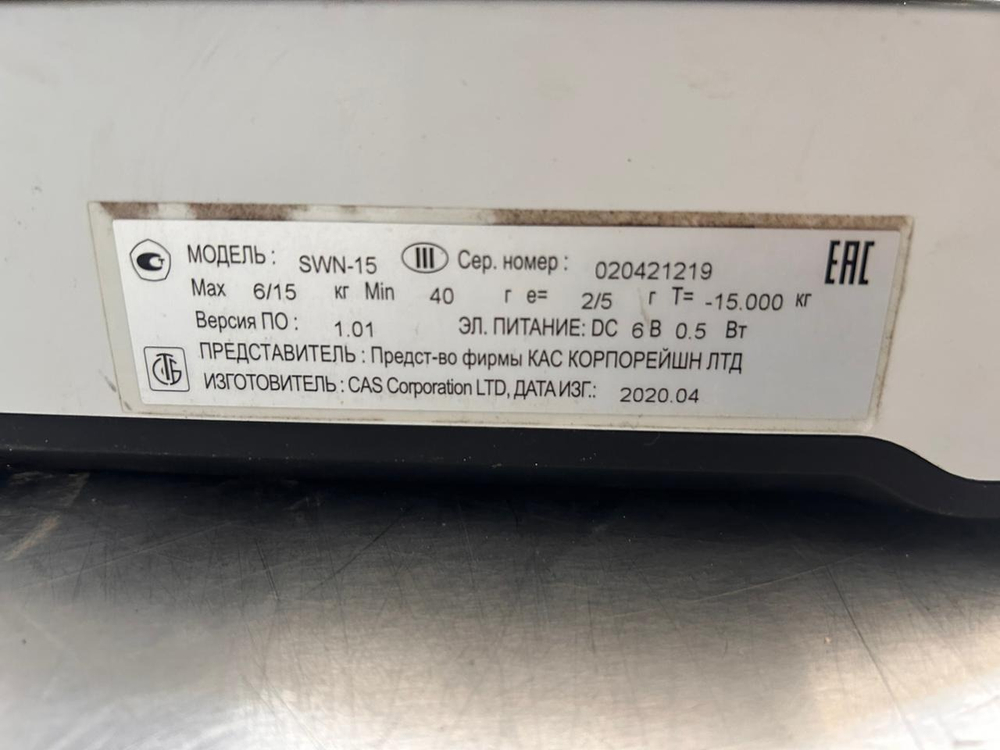 МОДЕЛЬ : SWN-15 III Сер. номер : 020421219 EAC
Max 6/15 кг Min 40 г e= 2/5 г T= -15.000 кг
Версия ПО : 1.01 ЭЛ. ПИТАНИЕ: DC 6 В 0.5 Вт
ПРЕДСТАВИТЕЛЬ : Предст-во фирмы КАС КОРПОРЕЙШН ЛТД
ИЗГОТОВИТЕЛЬ : CAS Corporation LTD, ДАТА ИЗГ.: 2020.04